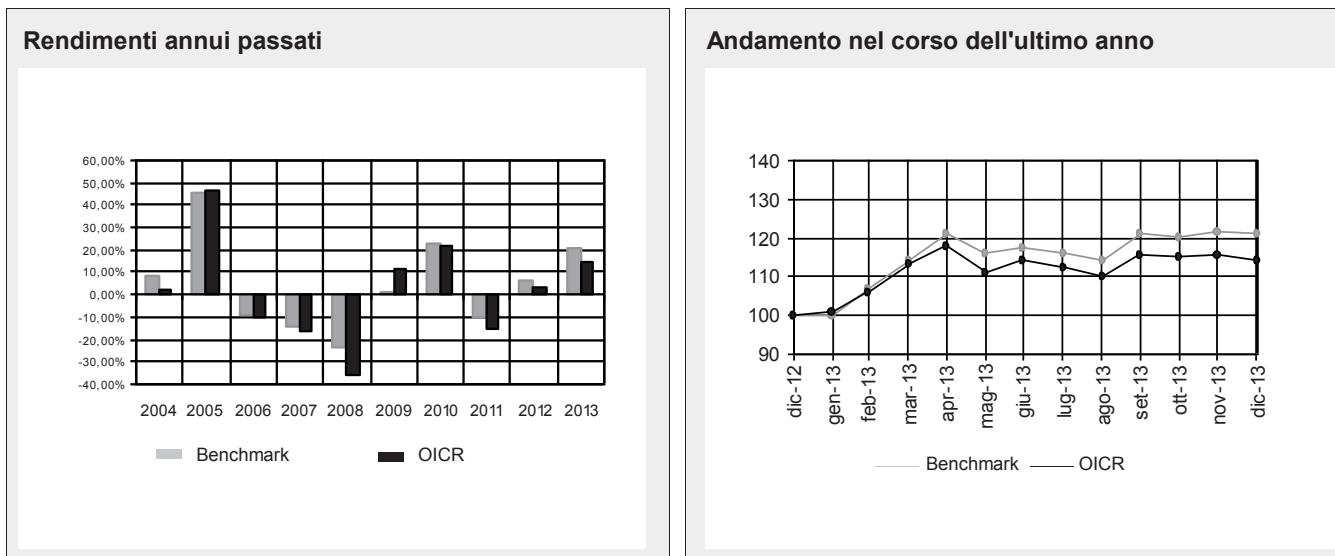 Rendimenti annui passati
60,00%
50,00%
40,00%
30,00%
20,00%
10,00%
0,00%
-10,00%
-20,00%
-30,00%
-40,00%
2004 2005 2006 2007 2008 2009 2010 2011 2012 2013
Benchmark OICR
Andamento nel corso dell'ultimo anno
140
130
120
110
100
90
dic-12
gen-13
feb-13
mar-13
apr-13
mag-13
giu-13
lug-13
ago-13
set-13
ott-13
nov-13
dic-13
Benchmark OICR